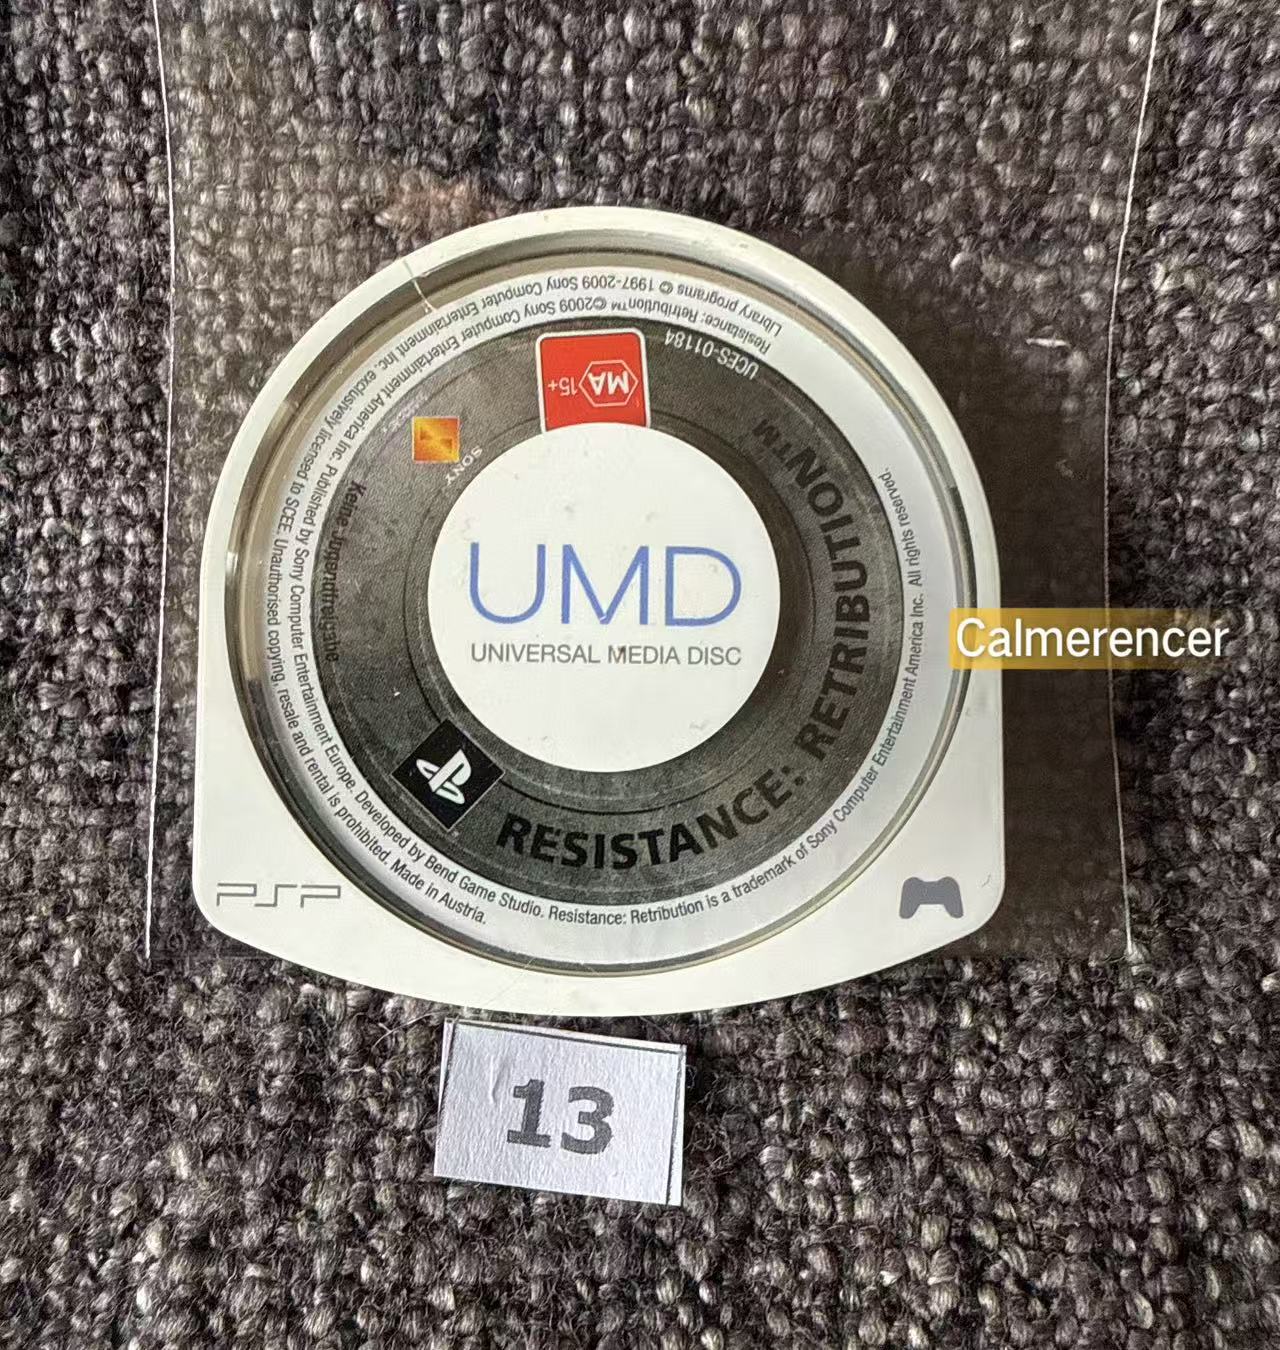 Library programs © 1997-2009 Sony Computer Entertainment Inc. exclusively licensed to SCEE. Unauthorised copying, resale and rental is prohibited. Made in Austria.
Resistance: Retribution™ ©2009 Sony Computer Entertainment America Inc. Published by Sony Computer Entertainment Europe. Developed by Bend Game Studio. Resistance: Retribution is a trademark of Sony Computer Entertainment America Inc. All rights reserved.
UCES-01184
MA 15+
SONY
Keine Jugendfreigabe
RESISTANCE: RETRIBUTION™
UMD
UNIVERSAL MEDIA DISC
Calmerencer
PSP
13